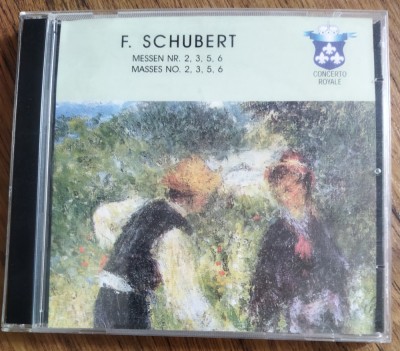 F. SCHUBERT
MESSEN NR. 2, 3, 5, 6
MASSES NO. 2, 3, 5, 6
CONCERTO
ROYALE